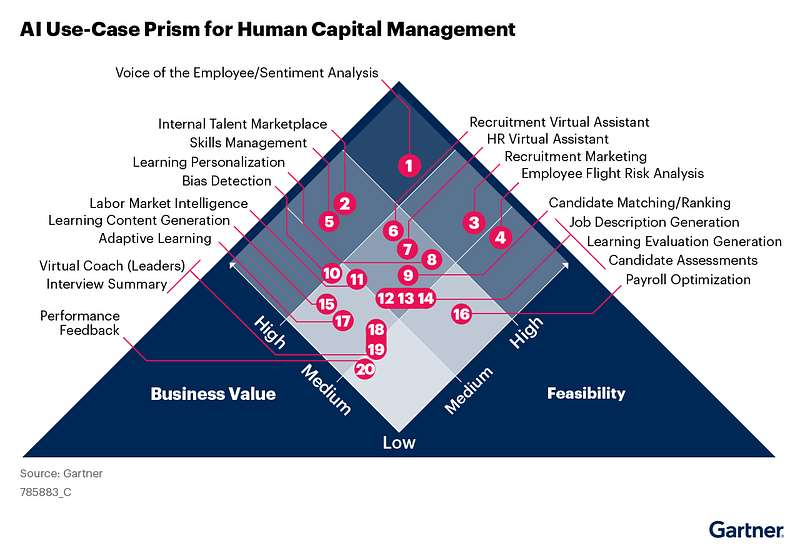 AI Use-Case Prism for Human Capital Management
Voice of the Employee/Sentiment Analysis
Internal Talent Marketplace
Skills Management
Learning Personalization
Bias Detection
Labor Market Intelligence
Learning Content Generation
Adaptive Learning
Virtual Coach (Leaders)
Interview Summary
Performance
Feedback
Recruitment Virtual Assistant
HR Virtual Assistant
Recruitment Marketing
Employee Flight Risk Analysis
Candidate Matching/Ranking
Job Description Generation
Learning Evaluation Generation
Candidate Assessments
Payroll Optimization
1
2
5
3
4
6
7
8
9
10
11
12 13 14
15
16
17
18
19
20
High
Medium
Low
Medium
High
Business Value
Feasibility
Source: Gartner
785883_C
Gartner